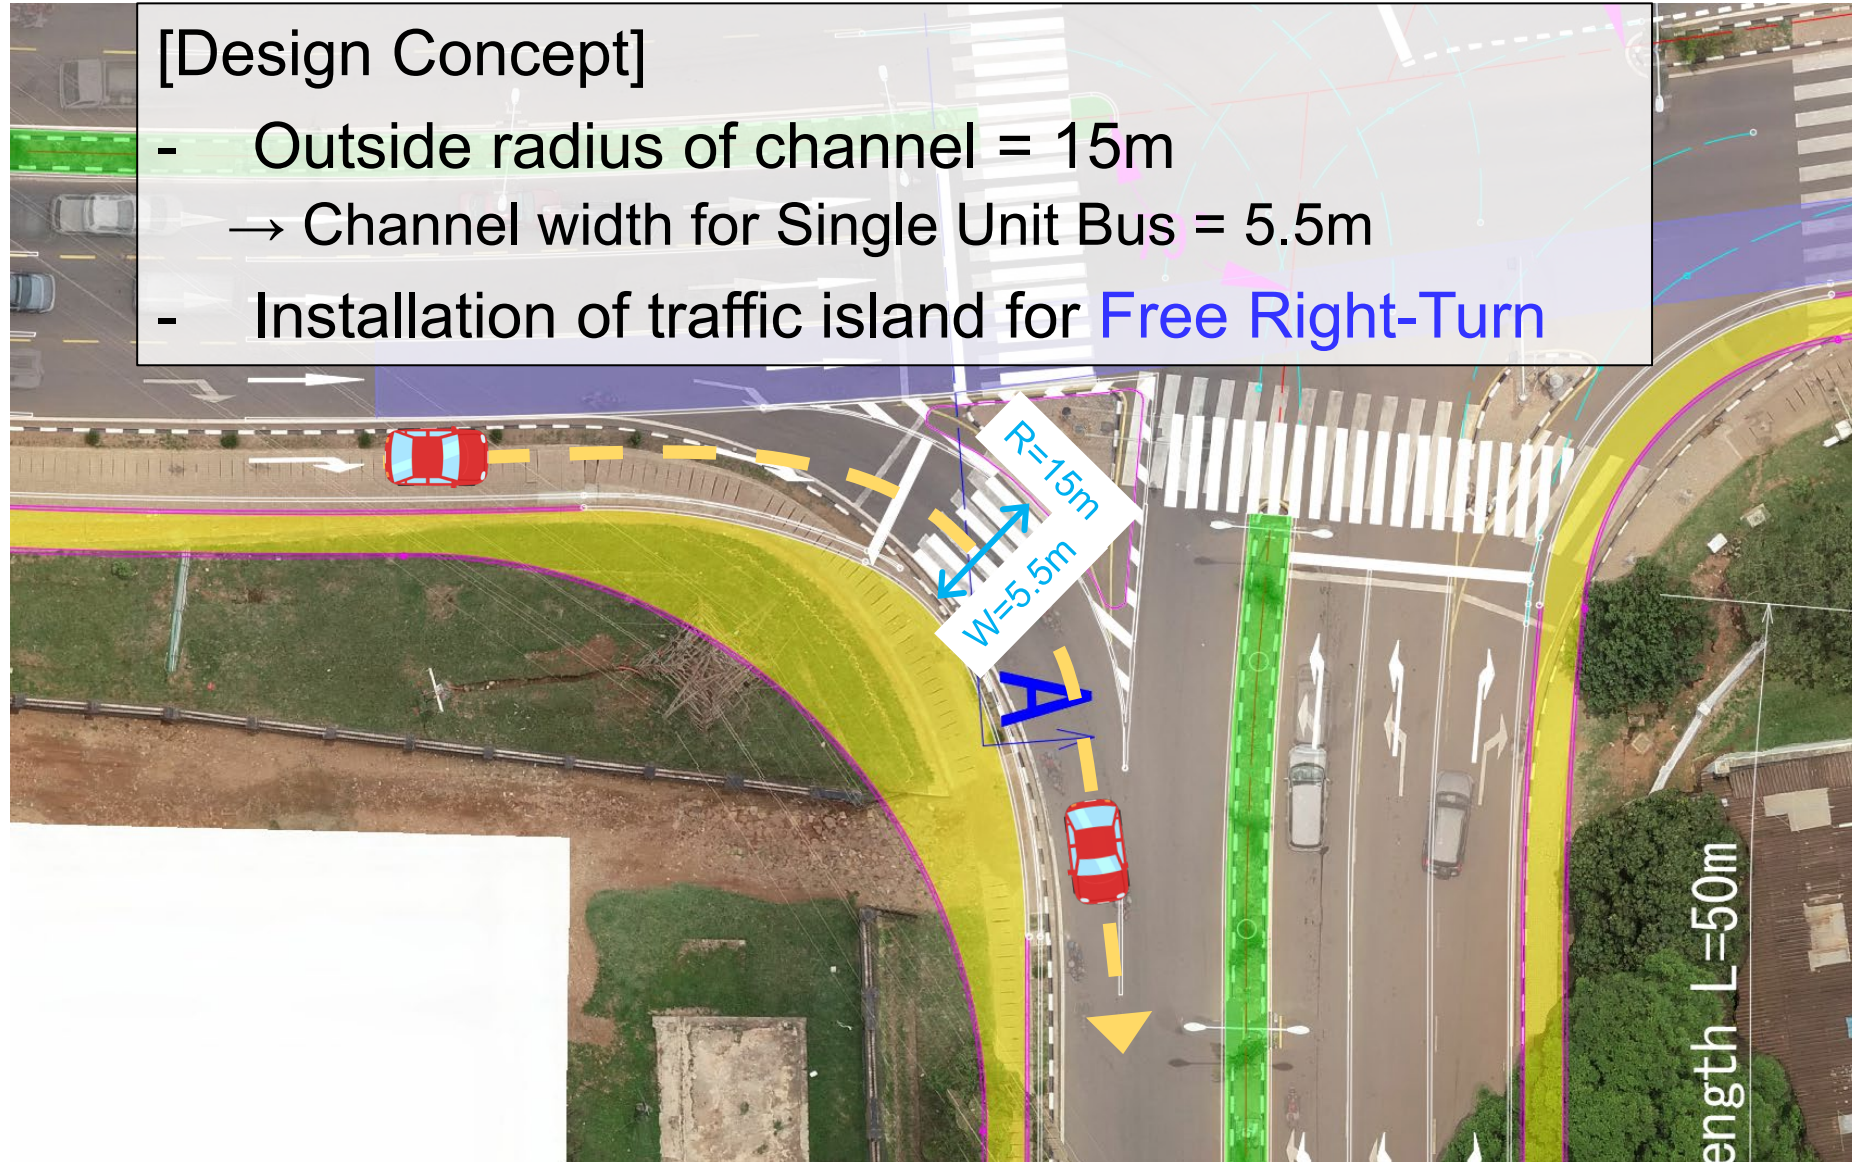 [Design Concept]
- Outside radius of channel = 15m
→ Channel width for Single Unit Bus = 5.5m
- Installation of traffic island for Free Right-Turn
R=15m
W=5.5m
A
ength L=50m